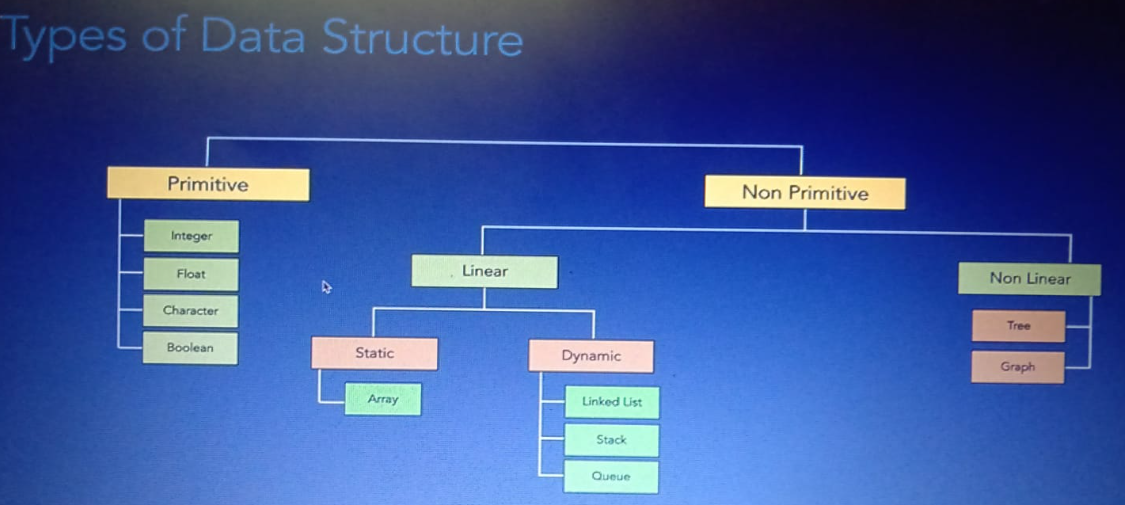 Types of Data Structure
Primitive
Integer
Float
Character
Boolean
Non Primitive
Linear
Static
Array
Dynamic
Linked List
Stack
Queue
Non Linear
Tree
Graph